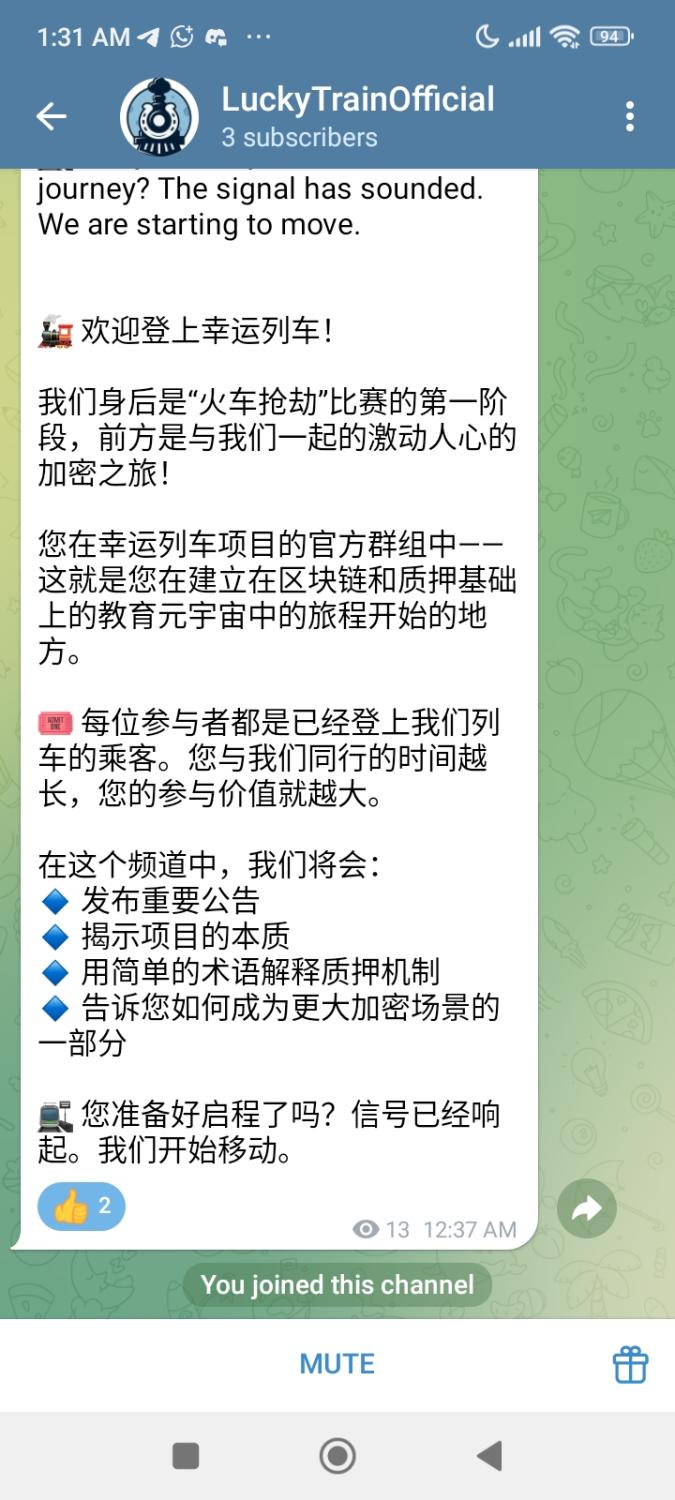 1:31 AM
94
LuckyTrainOfficial
3 subscribers
journey? The signal has sounded.
We are starting to move.
🚂 欢迎登上幸运列车！
我们身后是“火车抢劫”比赛的第一阶
段，前方是与我们一起的激动人心的
加密之旅！
您在幸运列车项目的官方群组中——
这就是您在建立在区块链和质押基础
上的教育元宇宙中的旅程开始的地
方。
🎟 每位参与者都是已经登上我们列
车的乘客。您与我们同行的时间越
长，您的参与价值就越大。
在这个频道中，我们将会：
🔹 发布重要公告
🔹 揭示项目的本质
🔹 用简单的术语解释质押机制
🔹 告诉您如何成为更大加密场景的
一部分
🚉 您准备好启程了吗？信号已经响
起。我们开始移动。
👍 2
13 12:37 AM
You joined this channel
MUTE